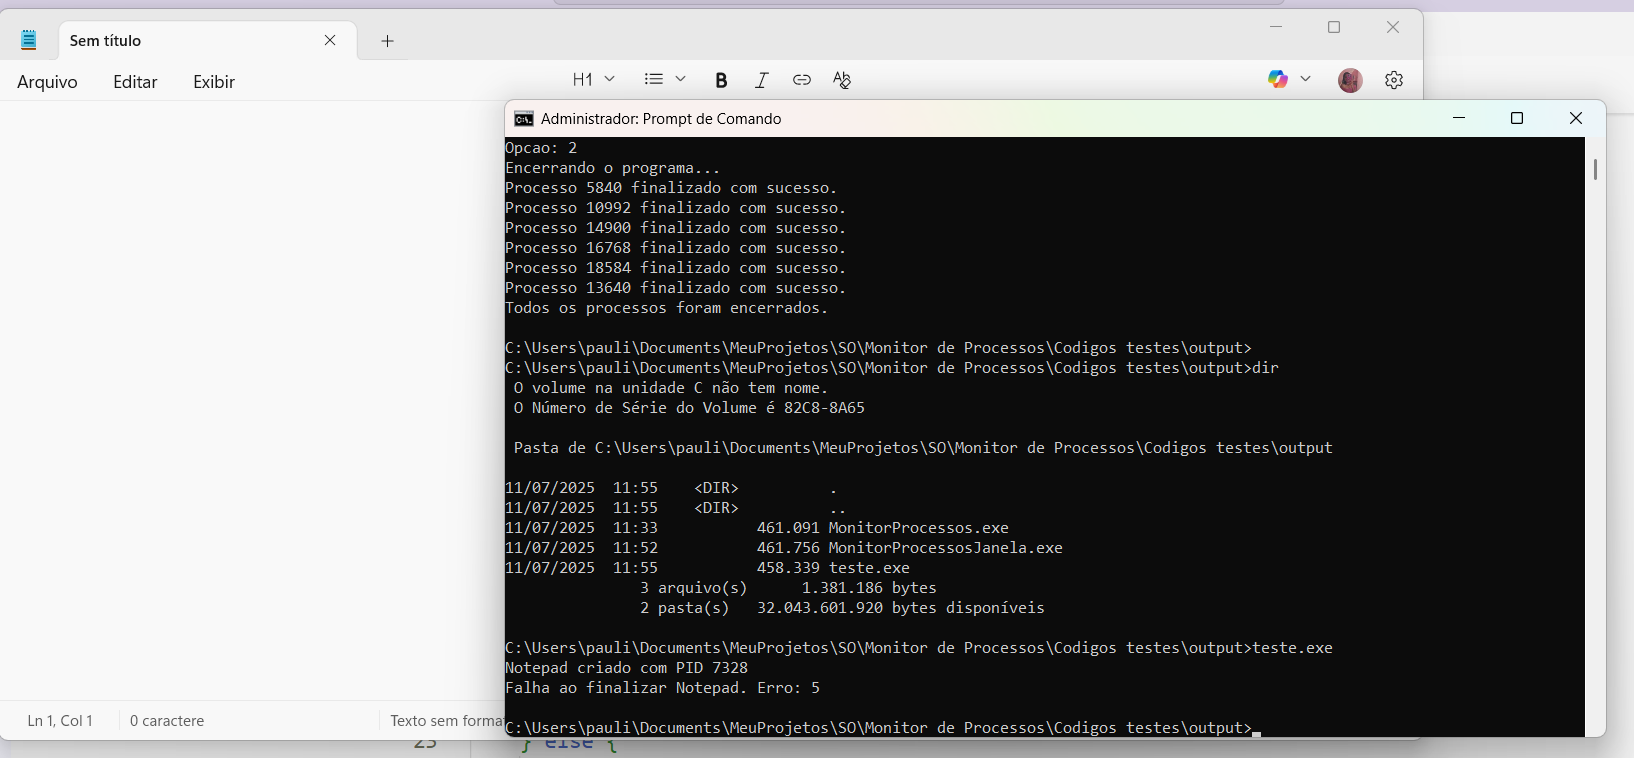 Sem título
Arquivo Editar Exibir H1 B I
Administrador: Prompt de Comando
Opcao: 2
Encerrando o programa...
Processo 5840 finalizado com sucesso.
Processo 10992 finalizado com sucesso.
Processo 14900 finalizado com sucesso.
Processo 16768 finalizado com sucesso.
Processo 18584 finalizado com sucesso.
Processo 13640 finalizado com sucesso.
Todos os processos foram encerrados.
C:\Users\pauli\Documents\MeuProjetos\SO\Monitor de Processos\Codigos testes\output>
C:\Users\pauli\Documents\MeuProjetos\SO\Monitor de Processos\Codigos testes\output>dir
O volume na unidade C não tem nome.
O Número de Série do Volume é 82C8-8A65
Pasta de C:\Users\pauli\Documents\MeuProjetos\SO\Monitor de Processos\Codigos testes\output
11/07/2025 11:55 <DIR> .
11/07/2025 11:55 <DIR> ..
11/07/2025 11:33 461.091 MonitorProcessos.exe
11/07/2025 11:52 461.756 MonitorProcessosJanela.exe
11/07/2025 11:55 458.339 teste.exe
3 arquivo(s) 1.381.186 bytes
2 pasta(s) 32.043.601.920 bytes disponíveis
C:\Users\pauli\Documents\MeuProjetos\SO\Monitor de Processos\Codigos testes\output>teste.exe
Notepad criado com PID 7328
Falha ao finalizar Notepad. Erro: 5
C:\Users\pauli\Documents\MeuProjetos\SO\Monitor de Processos\Codigos testes\output>
Ln 1, Col 1 0 caractere Texto sem format
} else {